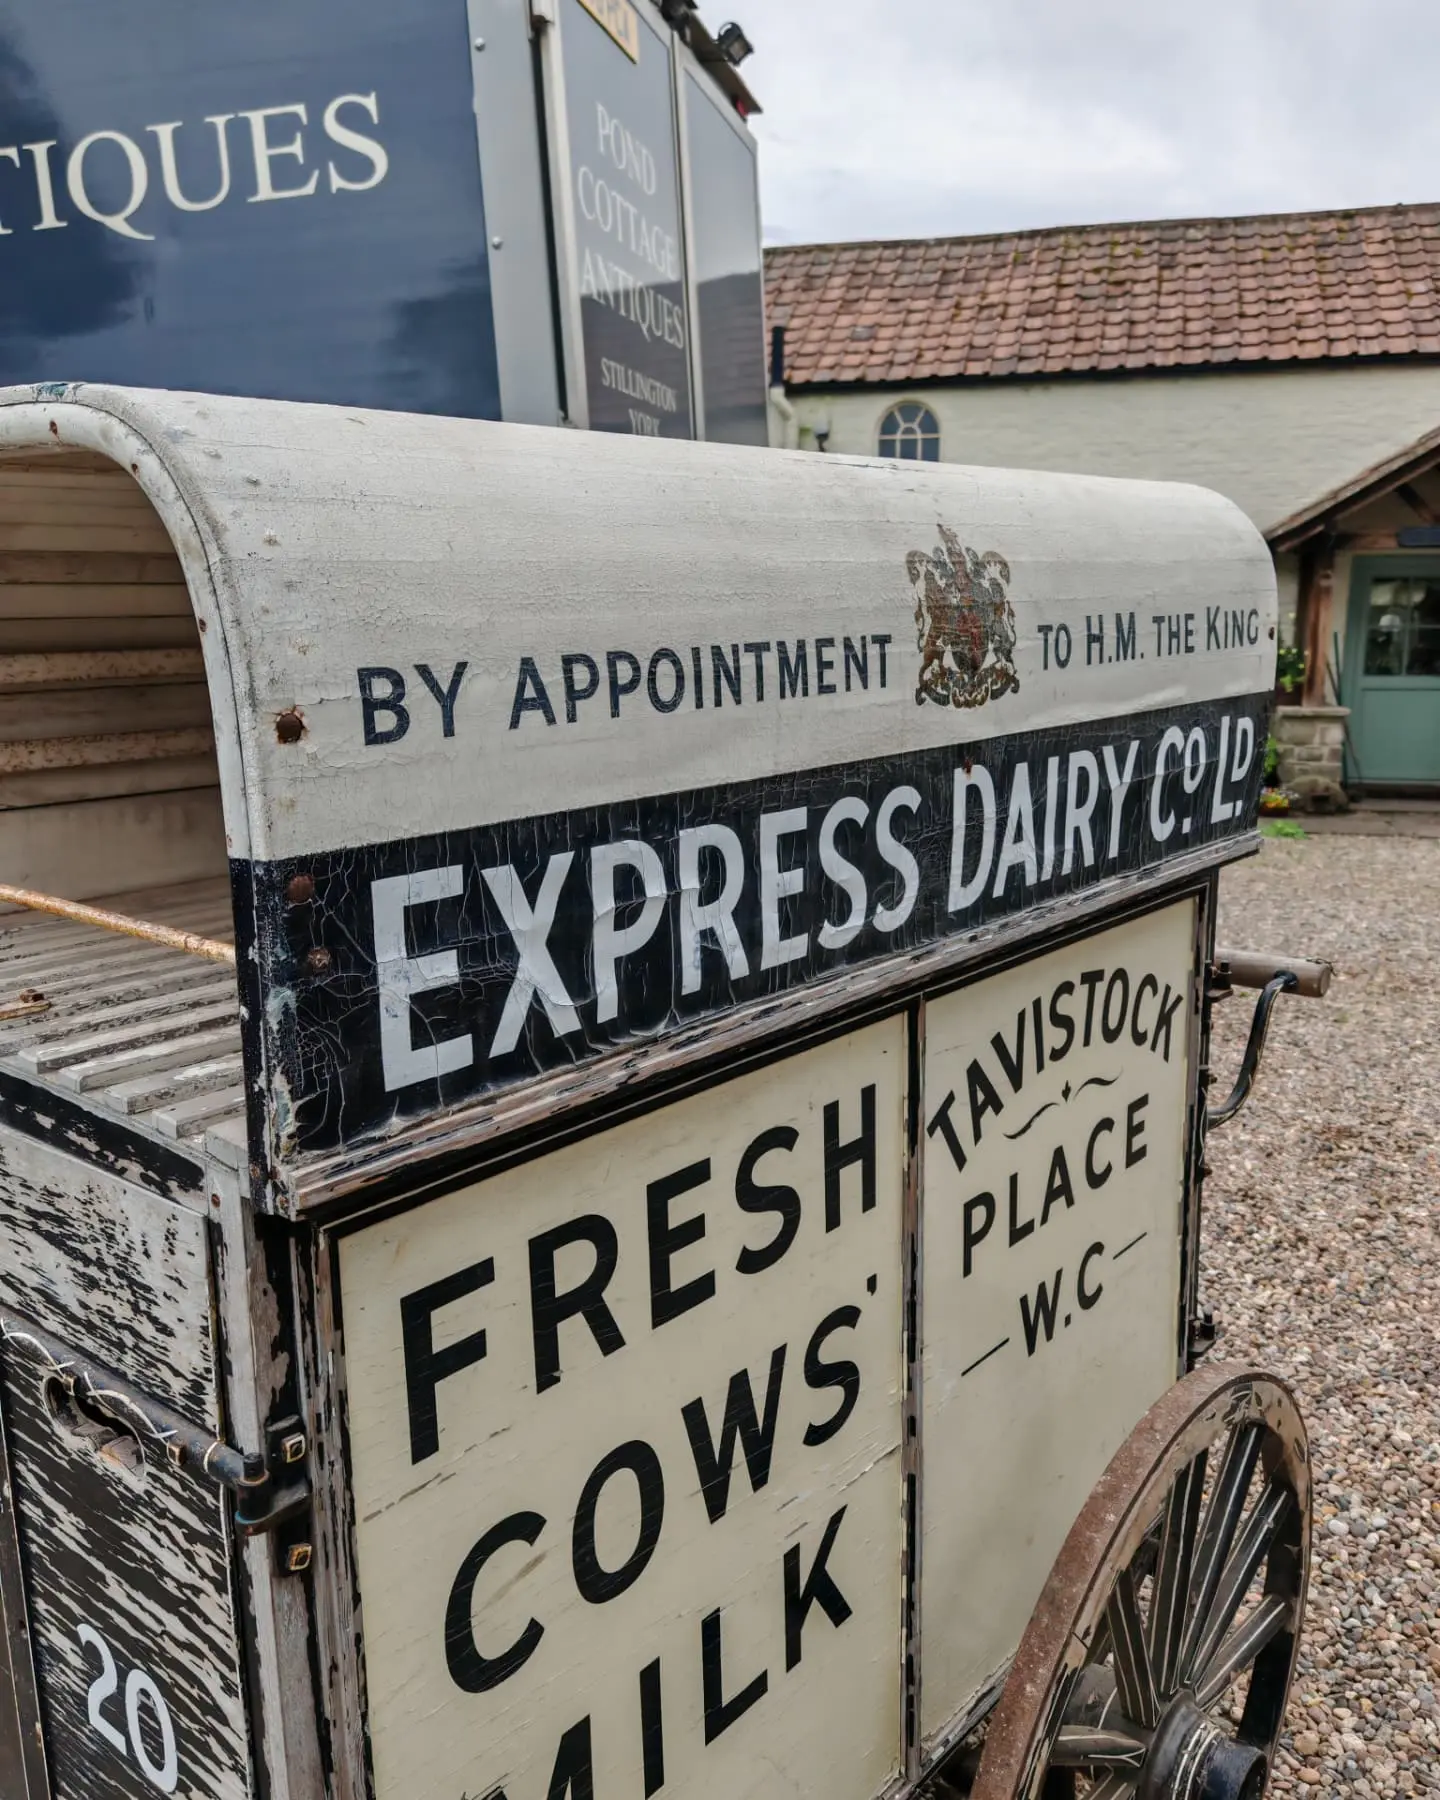 TIQUES
POND
COTTAGE
ANTIQUES
STILLINGTON
YORK
BY APPOINTMENT TO H.M. THE KING
EXPRESS DAIRY Co. LD.
FRESH
COWS'
MILK
TAVISTOCK
PLACE
W.C
20